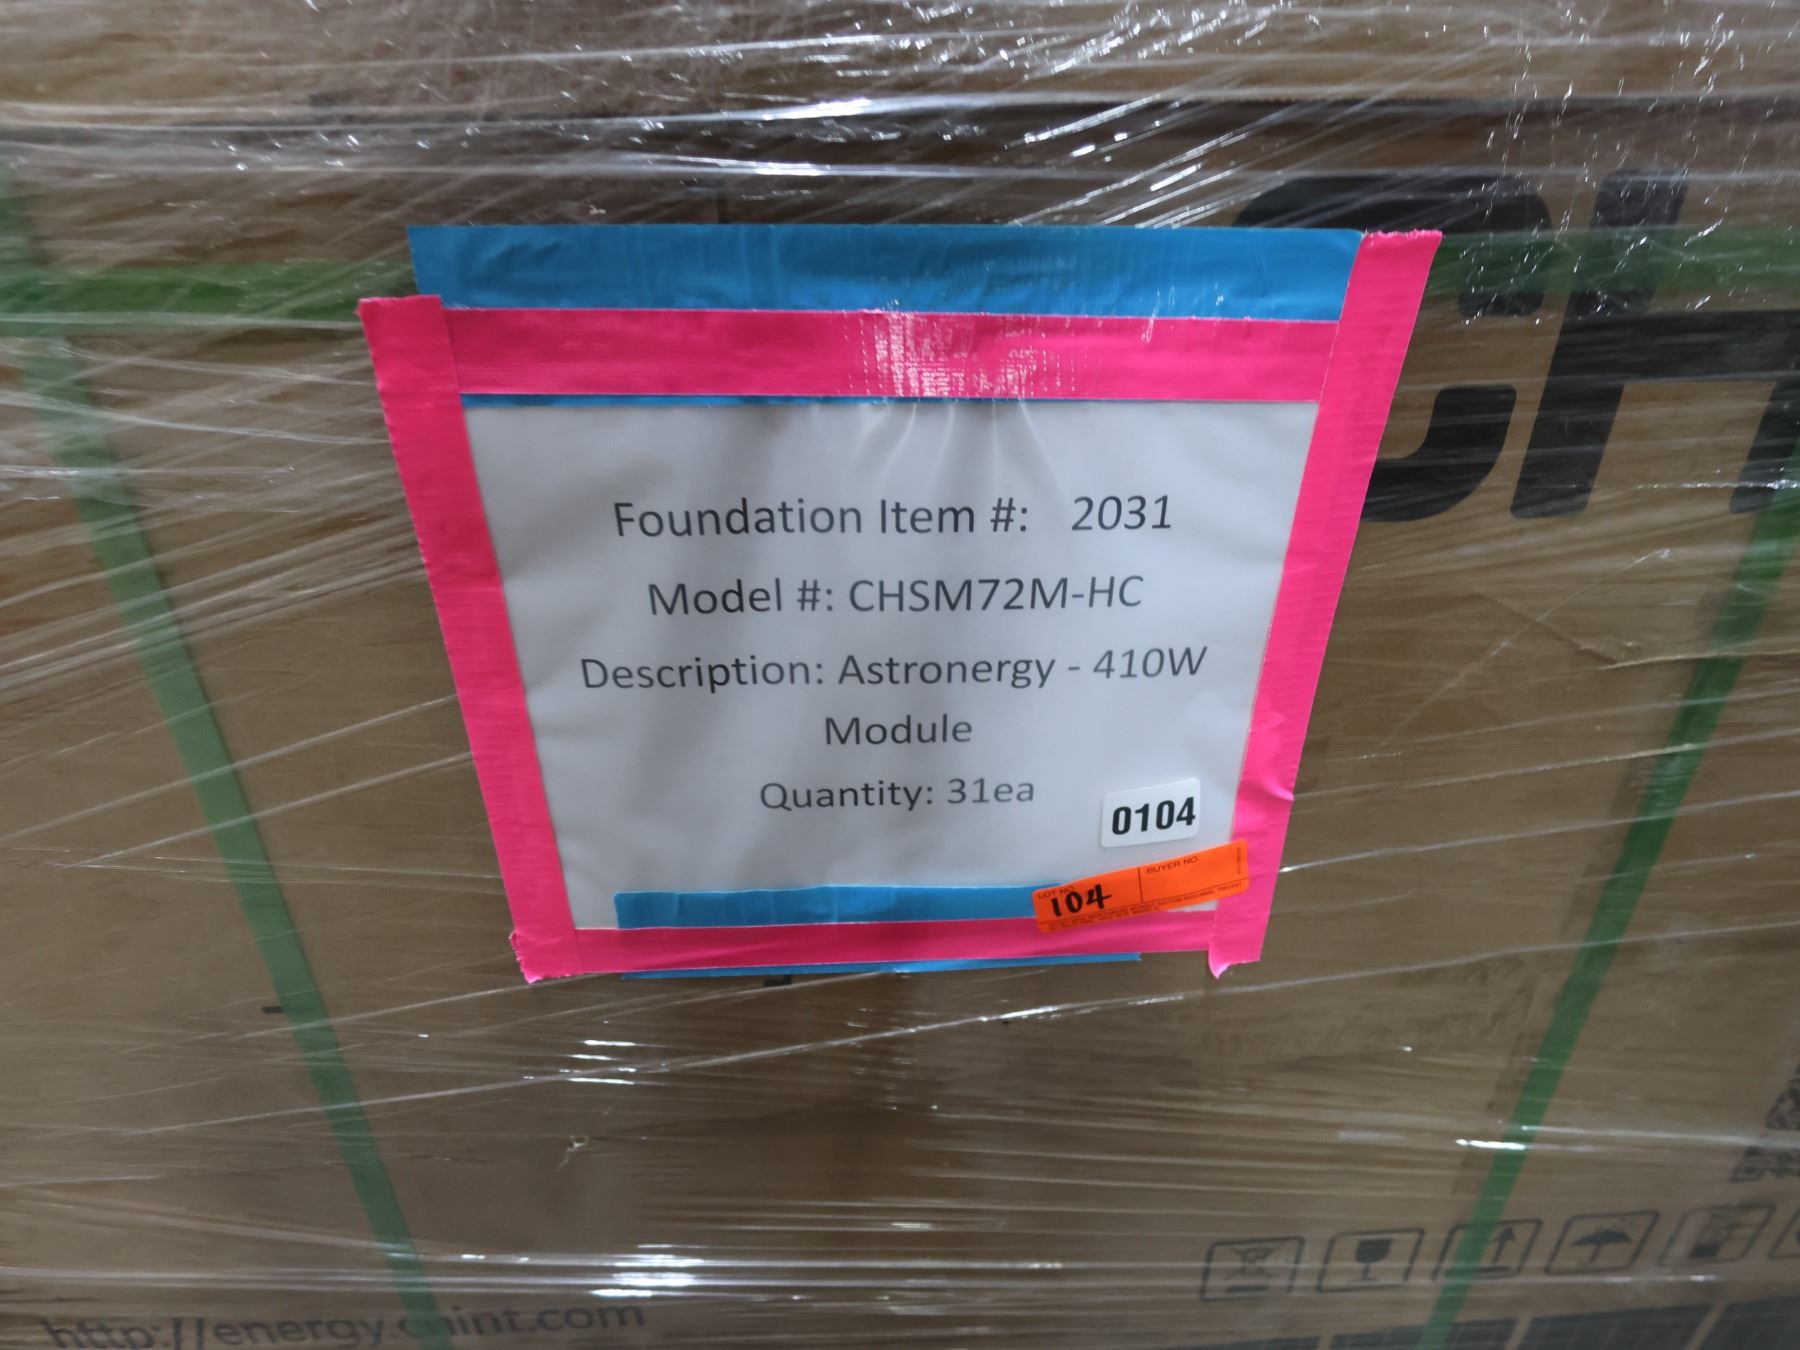 CH
Foundation Item #: 2031
Model #: CHSM72M-HC
Description: Astronergy - 410W
Module
Quantity: 31ea
0104
LOT NO.
104
BUYER NO.
http://energy.chint.com